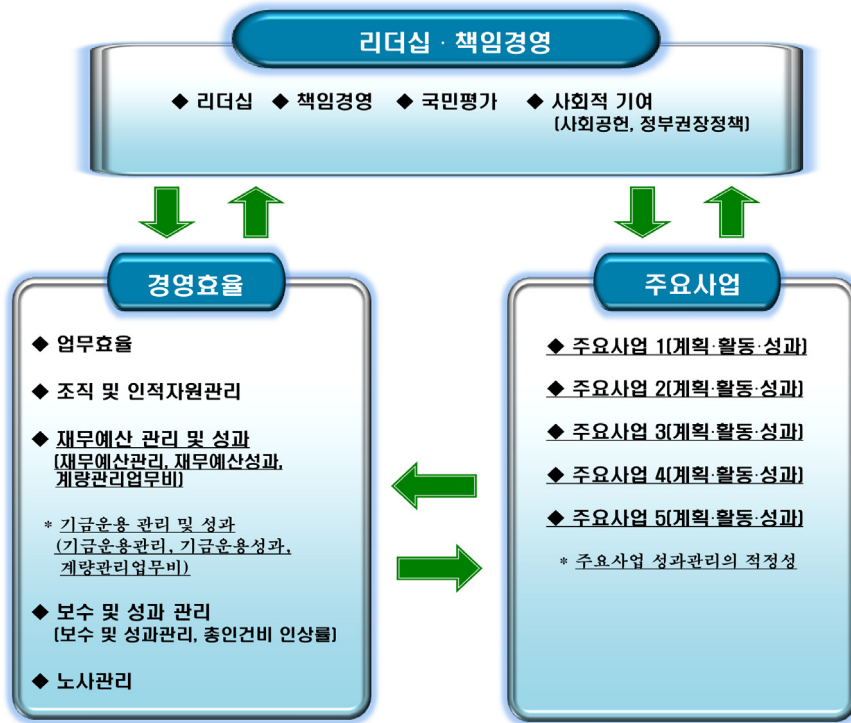 리더십 · 책임경영
◆ 리더십 ◆ 책임경영 ◆ 국민평가 ◆ 사회적 기여
(사회공헌, 정부권장정책)
경영효율
◆ 업무효율
◆ 조직 및 인적자원관리
◆ 재무예산 관리 및 성과
(재무예산관리, 재무예산성과,
계량관리업무비)
* 기금운용 관리 및 성과
(기금운용관리, 기금운용성과,
계량관리업무비)
◆ 보수 및 성과 관리
(보수 및 성과관리, 총인건비 인상률)
◆ 노사관리
주요사업
◆ 주요사업 1(계획·활동·성과)
◆ 주요사업 2(계획·활동·성과)
◆ 주요사업 3(계획·활동·성과)
◆ 주요사업 4(계획·활동·성과)
◆ 주요사업 5(계획·활동·성과)
* 주요사업 성과관리의 적정성